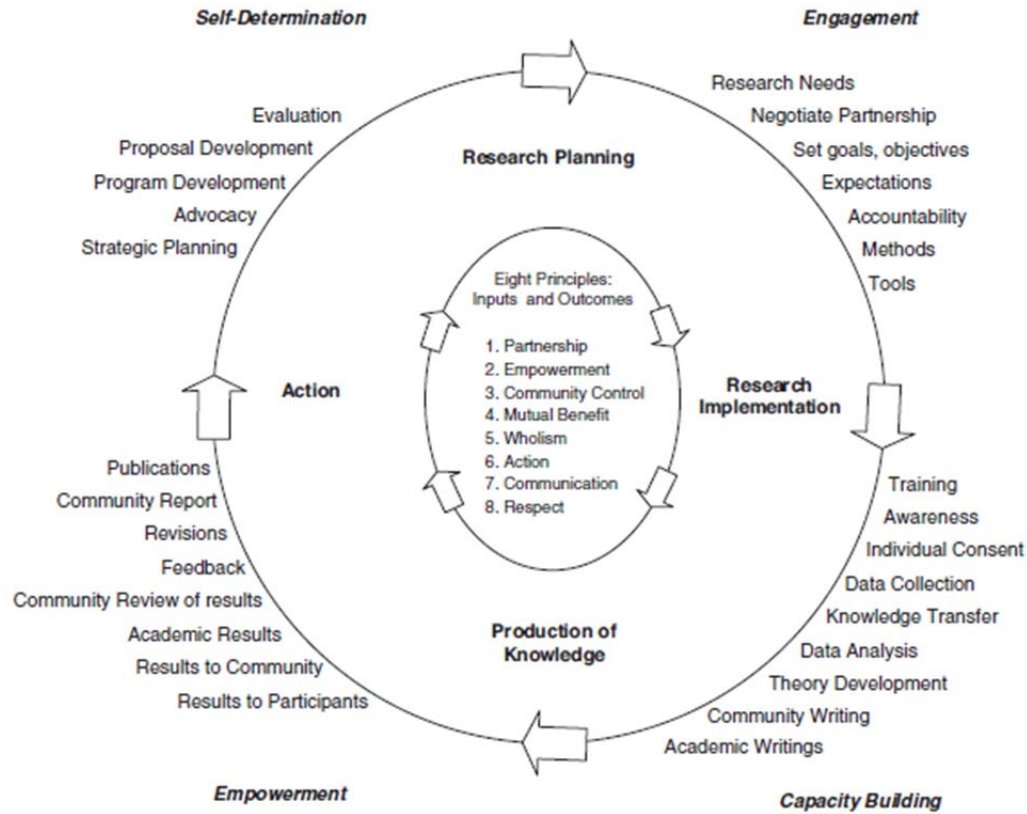 Self-Determination
Engagement
Research Needs
Negotiate Partnership
Set goals, objectives
Expectations
Accountability
Methods
Tools
Evaluation
Proposal Development
Program Development
Advocacy
Strategic Planning
Research Planning
Eight Principles:
Inputs and Outcomes
1. Partnership
2. Empowerment
3. Community Control
4. Mutual Benefit
5. Wholism
6. Action
7. Communication
8. Respect
Action
Research
Implementation
Publications
Community Report
Revisions
Feedback
Community Review of results
Academic Results
Results to Community
Results to Participants
Production of
Knowledge
Training
Awareness
Individual Consent
Data Collection
Knowledge Transfer
Data Analysis
Theory Development
Community Writing
Academic Writings
Empowerment
Capacity Building